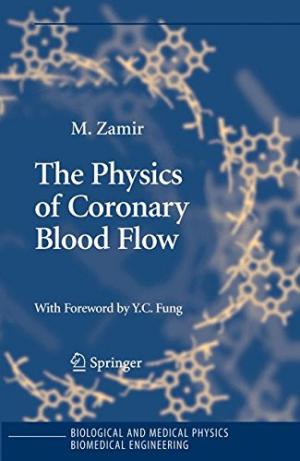 M. Zamir
The Physics
of Coronary
Blood Flow
With Foreword by Y.C. Fung
Springer
BIOLOGICAL AND MEDICAL PHYSICS
BIOMEDICAL ENGINEERING